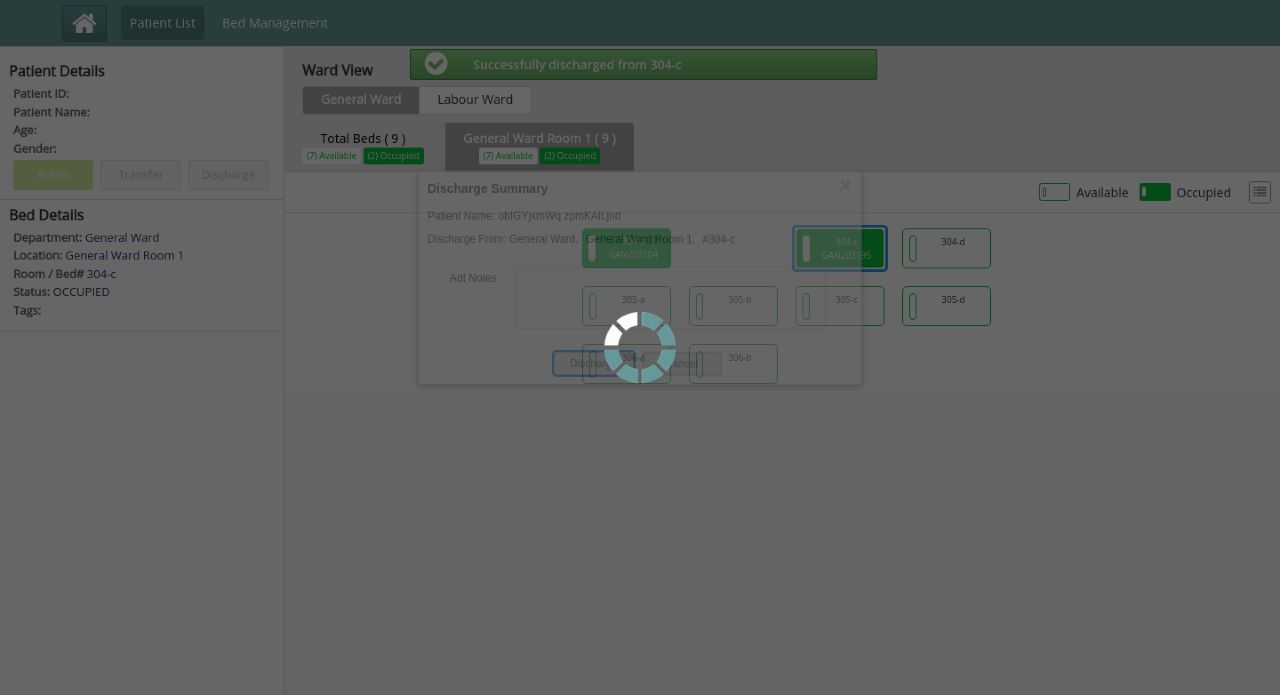 Patient List
Bed Management
Patient Details
Patient ID:
Patient Name:
Age:
Gender:
Admit
Transfer
Discharge
Bed Details
Department: General Ward
Location: General Ward Room 1
Room / Bed# 304-c
Status: OCCUPIED
Tags:
Successfully discharged from 304-c
Ward View
General Ward
Labour Ward
Total Beds ( 9 )
(7) Available
(2) Occupied
General Ward Room 1 ( 9 )
(7) Available
(2) Occupied
Available
Occupied
Discharge Summary
Patient Name:
Discharge From: General Ward, General Ward Room 1, #304-c
Adt Notes
GAN203104
304-c
GAN203195
304-d
305-a
305-b
305-c
305-d
306-a
306-b